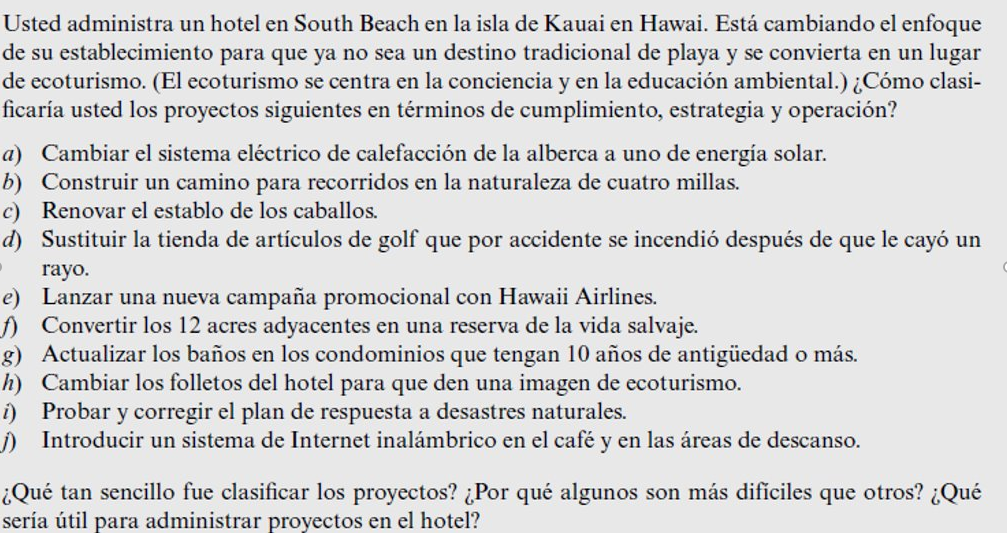 Usted administra un hotel en South Beach en la isla de Kauai en Hawai. Está cambiando el enfoque
de su establecimiento para que ya no sea un destino tradicional de playa y se convierta en un lugar
de ecoturismo. (El ecoturismo se centra en la conciencia y en la educación ambiental.) ¿Cómo clasi-
ficaría usted los proyectos siguientes en términos de cumplimiento, estrategia y operación?
a) Cambiar el sistema eléctrico de calefacción de la alberca a uno de energía solar.
b) Construir un camino para recorridos en la naturaleza de cuatro millas.
c) Renovar el establo de los caballos.
d) Sustituir la tienda de artículos de golf que por accidente se incendió después de que le cayó un
rayo.
e) Lanzar una nueva campaña promocional con Hawaii Airlines.
f) Convertir los 12 acres adyacentes en una reserva de la vida salvaje.
g) Actualizar los baños en los condominios que tengan 10 años de antigüedad o más.
h) Cambiar los folletos del hotel para que den una imagen de ecoturismo.
i) Probar y corregir el plan de respuesta a desastres naturales.
j) Introducir un sistema de Internet inalámbrico en el café y en las áreas de descanso.
¿Qué tan sencillo fue clasificar los proyectos? ¿Por qué algunos son más difíciles que otros? ¿Qué
sería útil para administrar proyectos en el hotel?